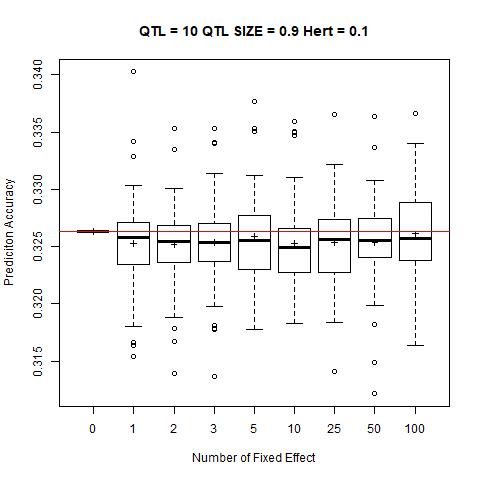 QTL = 10 QTL SIZE = 0.9 Hert = 0.1
0.340
0.335
0.330
0.325
0.320
0.315
Prediciton Accuracy
0 1 2 3 5 10 25 50 100
Number of Fixed Effect